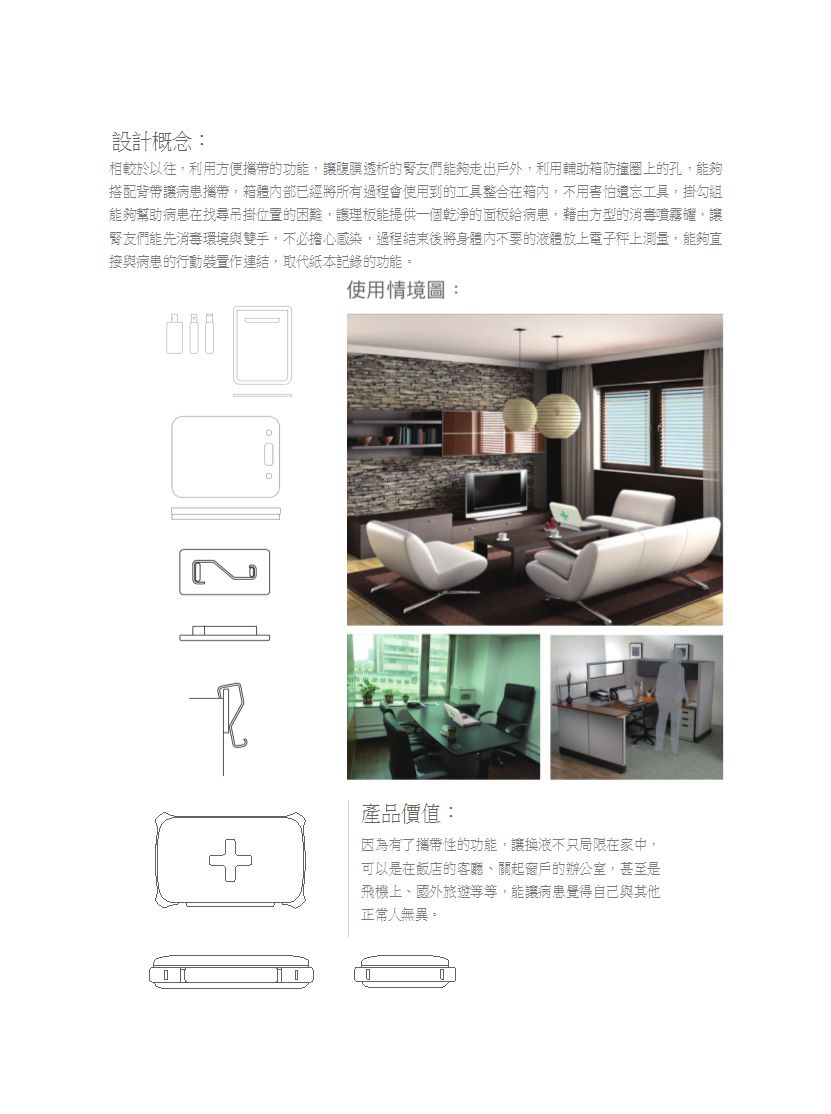 設計概念：
相較於以往，利用方便攜帶的功能，讓腹膜透析的腎友們能夠走出戶外，利用輔助箱防撞圈上的孔，能夠
搭配背帶讓病患攜帶，箱體內部已經將所有過程會使用到的工具整合在箱內，不用害怕遺忘工具，掛勾組
能夠幫助病患在找尋吊掛位置的困難，護理板能提供一個乾淨的面板給病患，藉由方型的消毒噴霧罐，讓
腎友們能先消毒環境與雙手，不必擔心感染，過程結束後將身體內不要的液體放上電子秤上測量，能夠直
接與病患的行動裝置作連結，取代紙本記錄的功能。
使用情境圖：
產品價值：
因為有了攜帶性的功能，讓換液不只局限在家中，
可以是在飯店的客廳、關起窗戶的辦公室，甚至是
飛機上、國外旅遊等等，能讓病患覺得自己與其他
正常人無異。